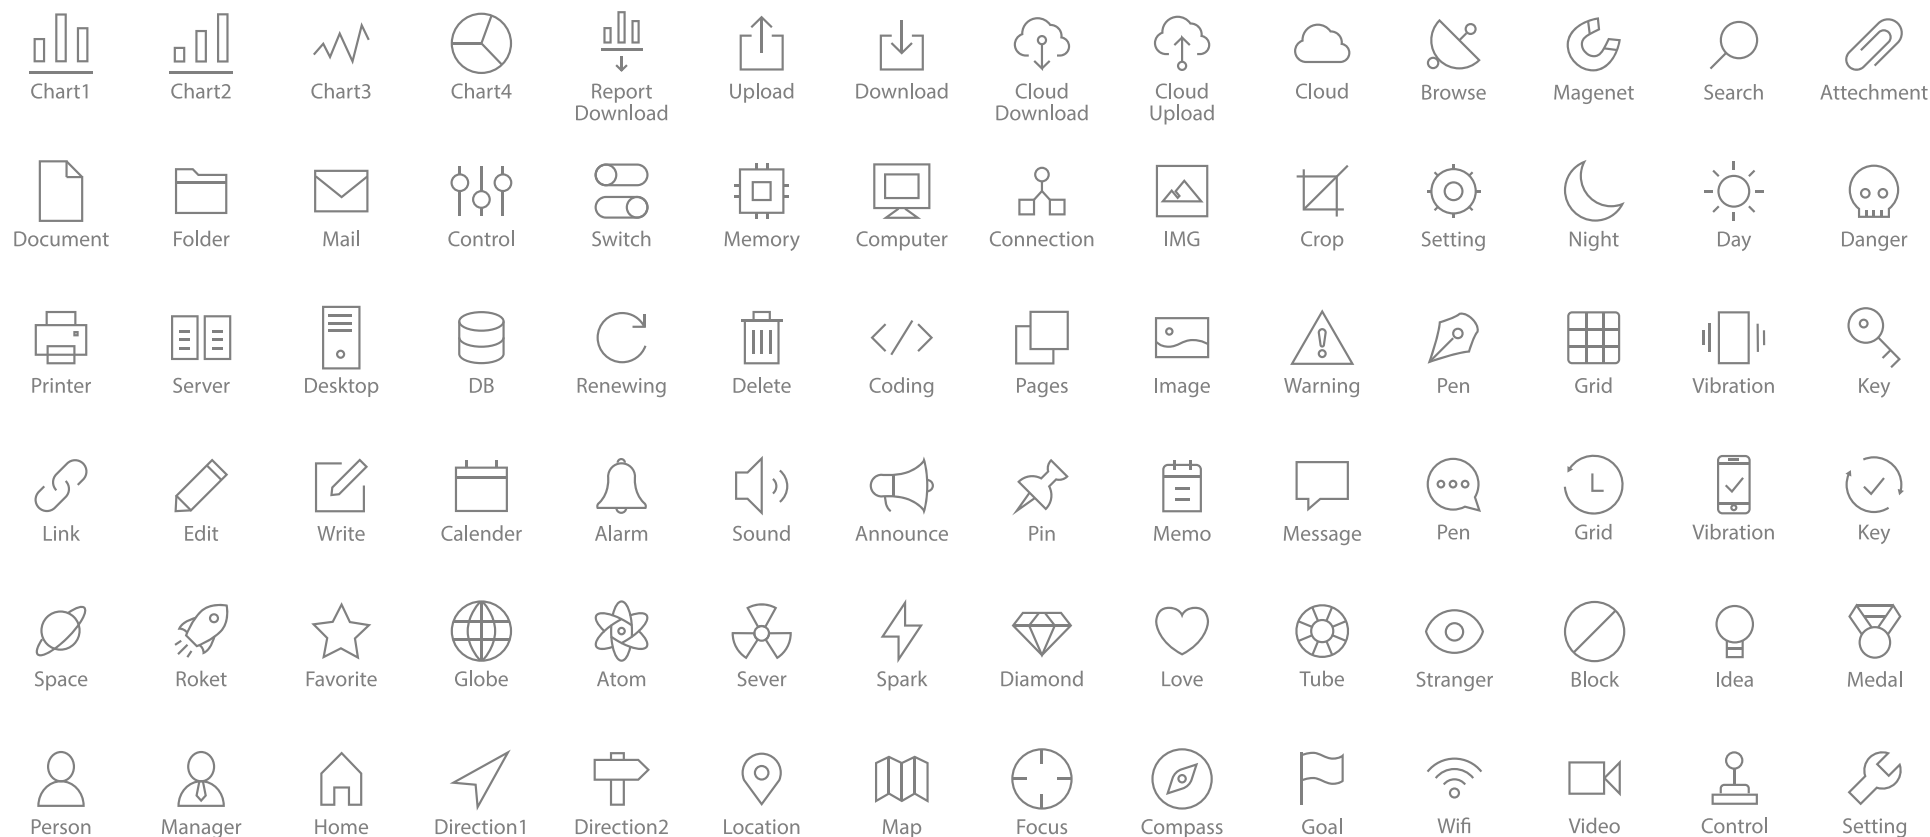 Chart1 Chart2 Chart3 Chart4 Report Upload Download Cloud Cloud Cloud Browse Magenet Search Attechment
Download Download Upload
Document Folder Mail Control Switch Memory Computer Connection IMG Crop Setting Night Day Danger
Printer Server Desktop DB Renewing Delete Coding Pages Image Warning Pen Grid Vibration Key
Link Edit Write Calender Alarm Sound Announce Pin Memo Message Pen Grid Vibration Key
Space Roket Favorite Globe Atom Sever Spark Diamond Love Tube Stranger Block Idea Medal
Person Manager Home Direction1 Direction2 Location Map Focus Compass Goal Wifi Video Control Setting